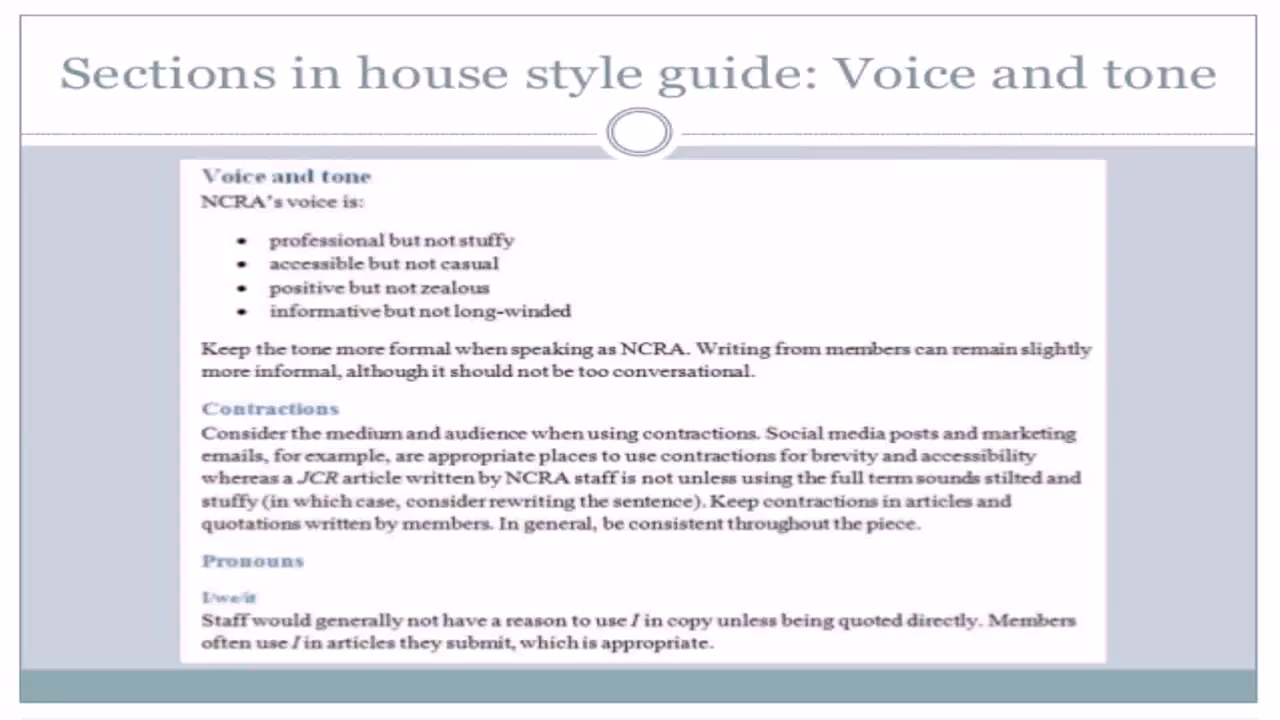 Sections in house style guide: Voice and tone
Voice and tone
NCRA's voice is:
• professional but not stuffy
• accessible but not casual
• positive but not zealous
• informative but not long-winded
Keep the tone more formal when speaking as NCRA. Writing from members can remain slightly
more informal, although it should not be too conversational.
Contractions
Consider the medium and audience when using contractions. Social media posts and marketing
emails, for example, are appropriate places to use contractions for brevity and accessibility
whereas a JCR article written by NCRA staff is not unless using the full term sounds stilted and
stuffy (in which case, consider rewriting the sentence). Keep contractions in articles and
quotations written by members. In general, be consistent throughout the piece.
Pronouns
I/we/it
Staff would generally not have a reason to use I in copy unless being quoted directly. Members
often use I in articles they submit, which is appropriate.